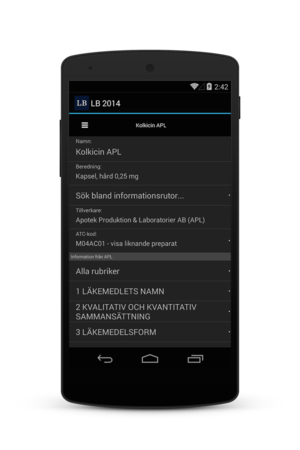 2:42
LB LB 2014
Kolkicin APL
Namn:
Kolkicin APL
Beredning:
Kapsel, hård 0,25 mg
Sök bland informationsrutor...
Tillverkare:
Apotek Produktion & Laboratorier AB (APL)
ATC-kod:
M04AC01 - visa liknande preparat
Information från APL
Alla rubriker
1 LÄKEMEDLETS NAMN
2 KVALITATIV OCH KVANTITATIV
SAMMANSÄTTNING
3 LÄKEMEDELSFORM